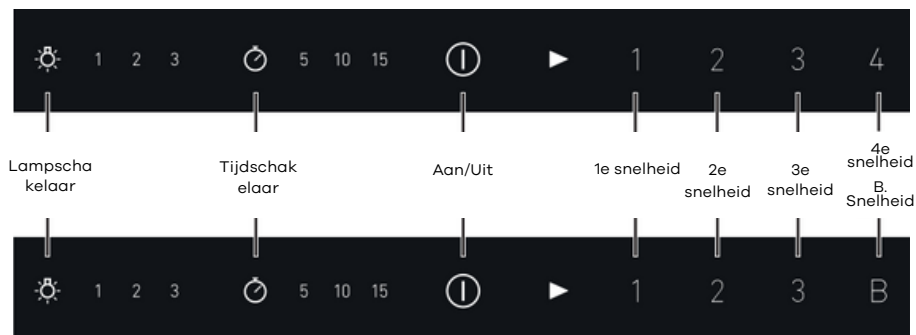 1 2 3 5 10 15 1 2 3 4
Lampscha
kelaar
Tijdschak
elaar
Aan/Uit
1e snelheid
2e
snelheid
3e
snelheid
4e
snelheid
B.
Snelheid
1 2 3 5 10 15 1 2 3 B